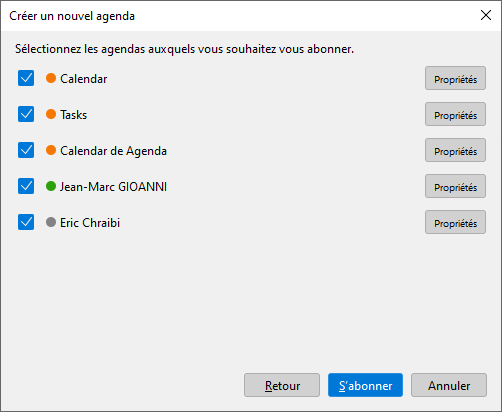 Créer un nouvel agenda
Sélectionnez les agendas auxquels vous souhaitez vous abonner.
Calendar Propriétés
Tasks Propriétés
Calendar de Agenda Propriétés
Jean-Marc GIOANNI Propriétés
Eric Chraibi Propriétés
Retour S'abonner Annuler